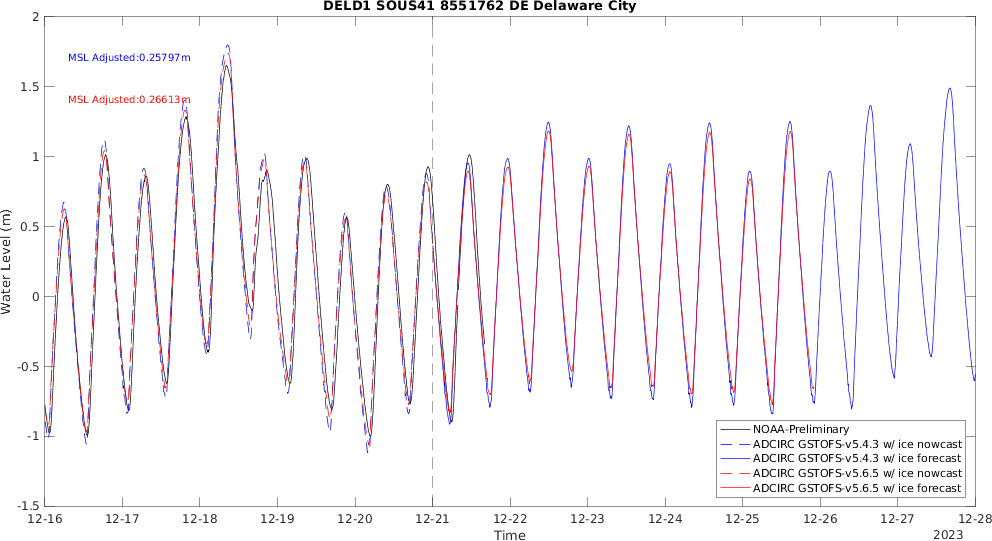 DELD1 SOUS41 8551762 DE Delaware City
MSL Adjusted:0.25797m
MSL Adjusted:0.26613m
Water Level (m)
2
1.5
1
0.5
0
-0.5
-1
-1.5
NOAA-Preliminary
ADCIRC GSTOFS-v5.4.3 w/ ice nowcast
ADCIRC GSTOFS-v5.4.3 w/ ice forecast
ADCIRC GSTOFS-v5.6.5 w/ ice nowcast
ADCIRC GSTOFS-v5.6.5 w/ ice forecast
12-16 12-17 12-18 12-19 12-20 12-21 12-22 12-23 12-24 12-25 12-26 12-27 12-28
Time
2023